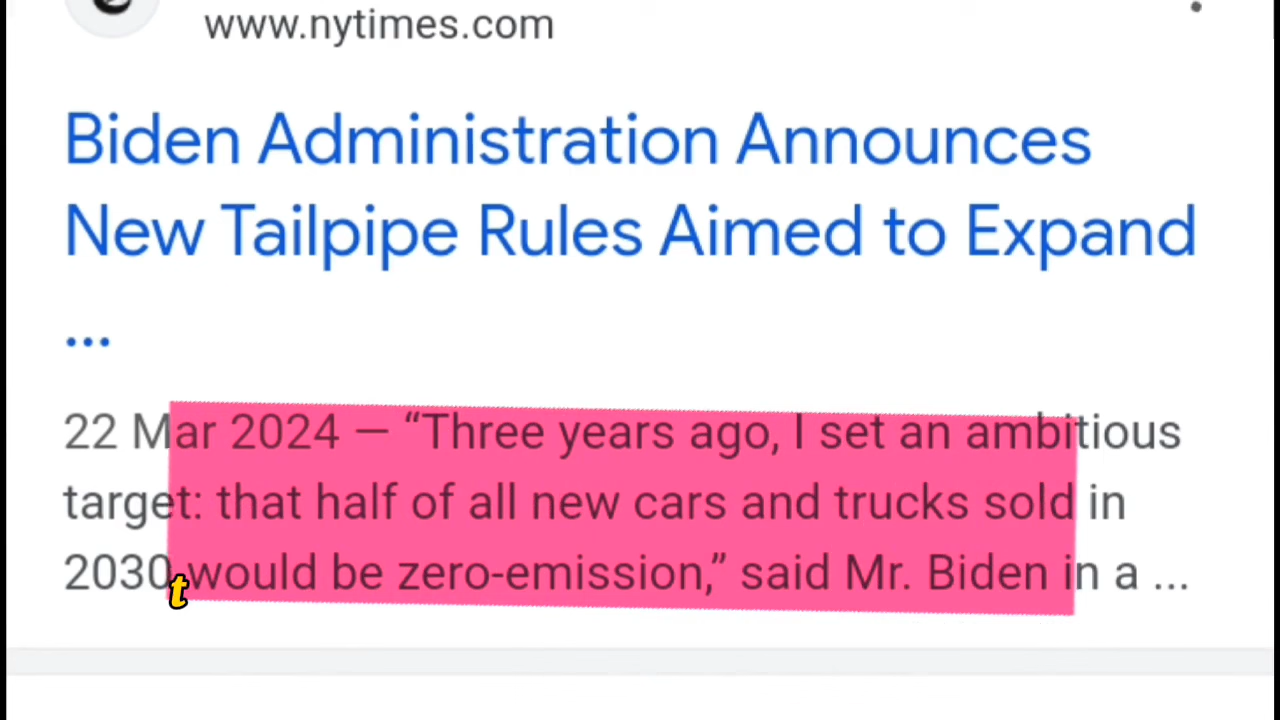 www.nytimes.com
Biden Administration Announces
New Tailpipe Rules Aimed to Expand
...
22 Mar 2024 — “Three years ago, I set an ambitious
target: that half of all new cars and trucks sold in
2030 would be zero-emission,” said Mr. Biden in a ...
t